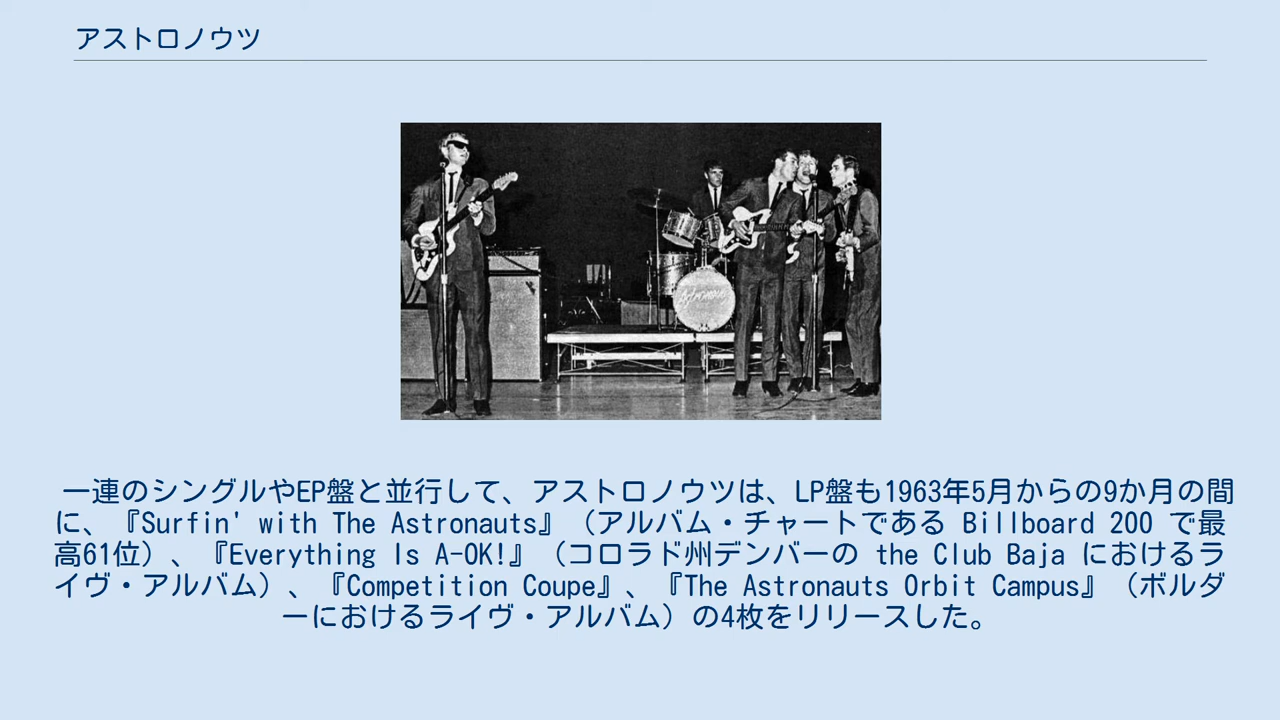 アストロノウツ
一連のシングルやEP盤と並行して、アストロノウツは、LP盤も1963年5月からの9か月の間
に、『Surfin' with The Astronauts』（アルバム・チャートである Billboard 200 で最
高61位）、『Everything Is A-OK!』（コロラド州デンバーの the Club Baja におけるラ
イヴ・アルバム）、『Competition Coupe』、『The Astronauts Orbit Campus』（ボルダ
ーにおけるライヴ・アルバム）の4枚をリリースした。